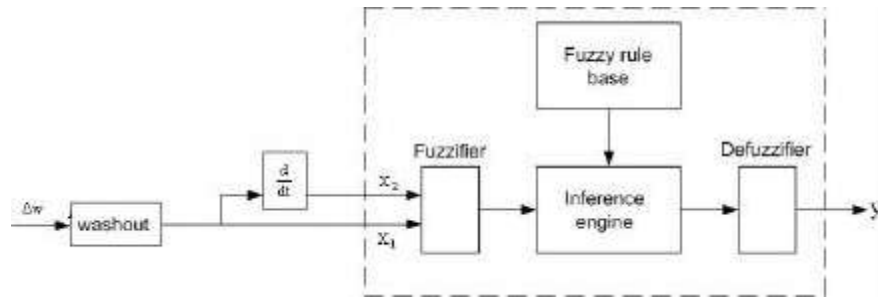 Fuzzy rule
base
Fuzzifier
Defuzzifier
d
dt
X2
Δw
washout
X1
Inference
engine
y